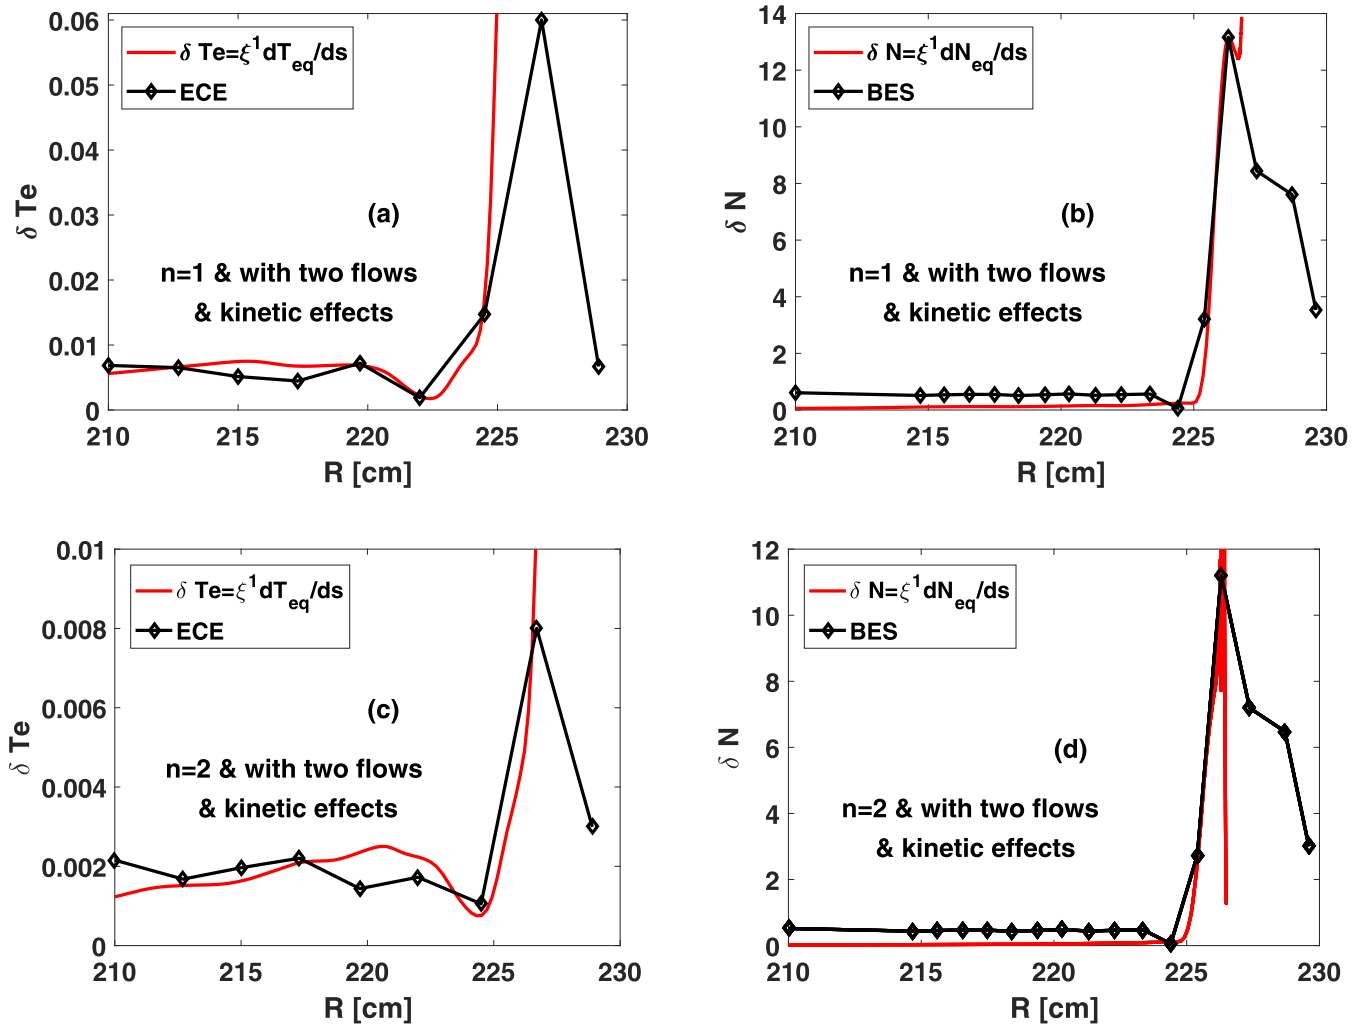 0.06
0.05
0.04
0.03
0.02
0.01
0
δ Te
δ Te=ξ¹dTeq/ds
ECE
(a)
n=1 & with two flows
& kinetic effects
210 215 220 225 230
R [cm]
14
12
10
8
6
4
2
0
δ N
δ N=ξ¹dNeq/ds
BES
(b)
n=1 & with two flows
& kinetic effects
210 215 220 225 230
R [cm]
0.01
0.008
0.006
0.004
0.002
0
δ Te
δ Te=ξ¹dTeq/ds
ECE
(c)
n=2 & with two flows
& kinetic effects
210 215 220 225 230
R [cm]
12
10
8
6
4
2
0
δ N
δ N=ξ¹dNeq/ds
BES
(d)
n=2 & with two flows
& kinetic effects
210 215 220 225 230
R [cm]